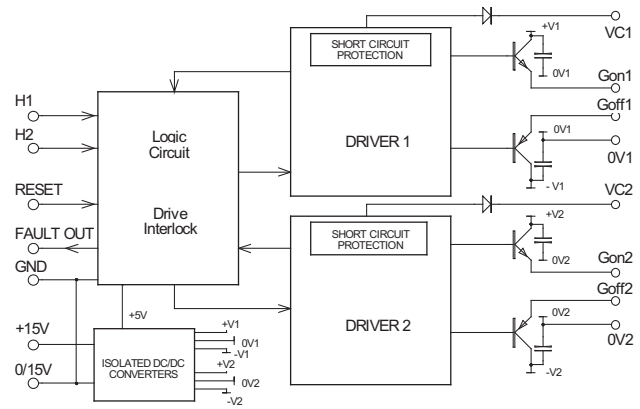 VC1
+V1
SHORT CIRCUIT
PROTECTION
0V1
Gon1
H1
Goff1
H2
Logic
Circuit
DRIVER 1
0V1
0V1
- V1
RESET
VC2
Drive
Interlock
+V2
FAULT OUT
SHORT CIRCUIT
PROTECTION
GND
0V2
Gon2
Goff2
+5V
+V1
DRIVER 2
0V2
0V2
+15V
0V1
-V1
ISOLATED DC/DC
CONVERTERS
+V2
-V2
0/15V
0V2
-V2